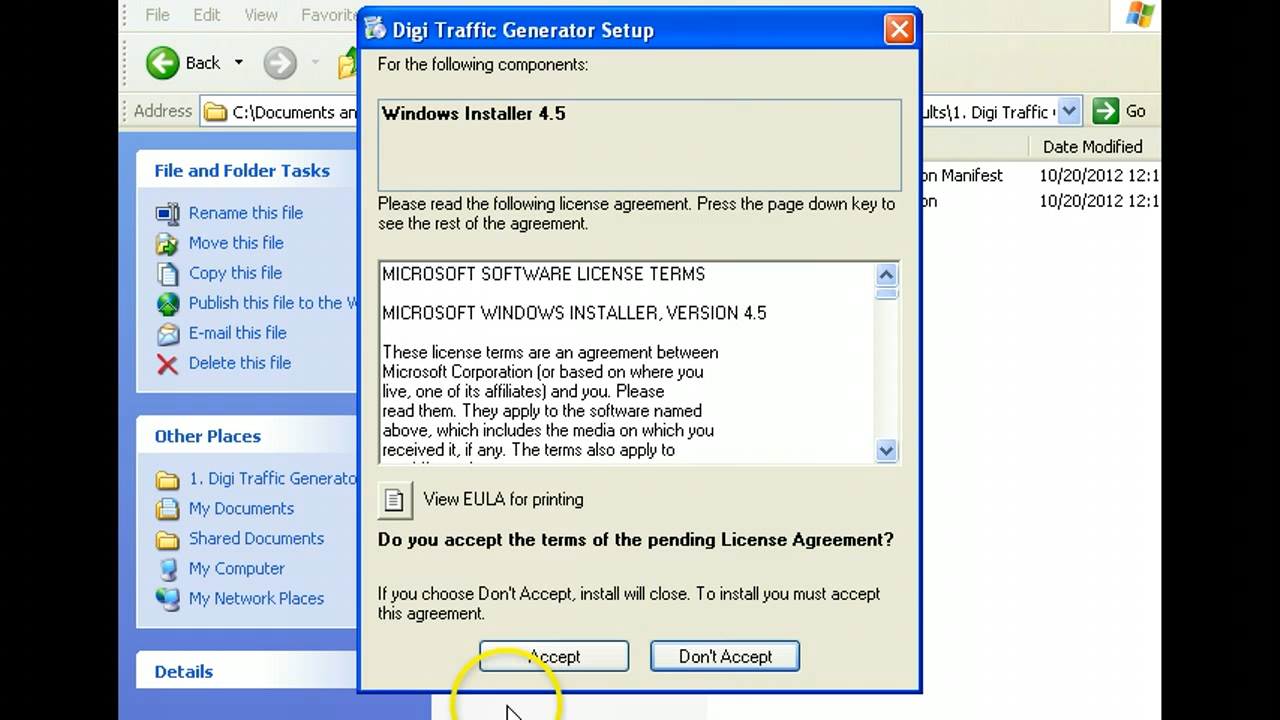 File Edit View Favorit
Digi Traffic Generator Setup
Back
Address C:\Documents an
ults\1. Digi Traffic Go
Date Modified
on Manifest 10/20/2012 12:1
on 10/20/2012 12:1
File and Folder Tasks
Rename this file
Move this file
Copy this file
Publish this file to the W
E-mail this file
Delete this file
Other Places
1. Digi Traffic Generato
My Documents
Shared Documents
My Computer
My Network Places
Details
For the following components:
Windows Installer 4.5
Please read the following license agreement. Press the page down key to
see the rest of the agreement.
MICROSOFT SOFTWARE LICENSE TERMS
MICROSOFT WINDOWS INSTALLER, VERSION 4.5
These license terms are an agreement between
Microsoft Corporation (or based on where you
live, one of its affiliates) and you. Please
read them. They apply to the software named
above, which includes the media on which you
received it, if any. The terms also apply to
View EULA for printing
Do you accept the terms of the pending License Agreement?
If you choose Don't Accept, install will close. To install you must accept
this agreement.
Accept Don't Accept